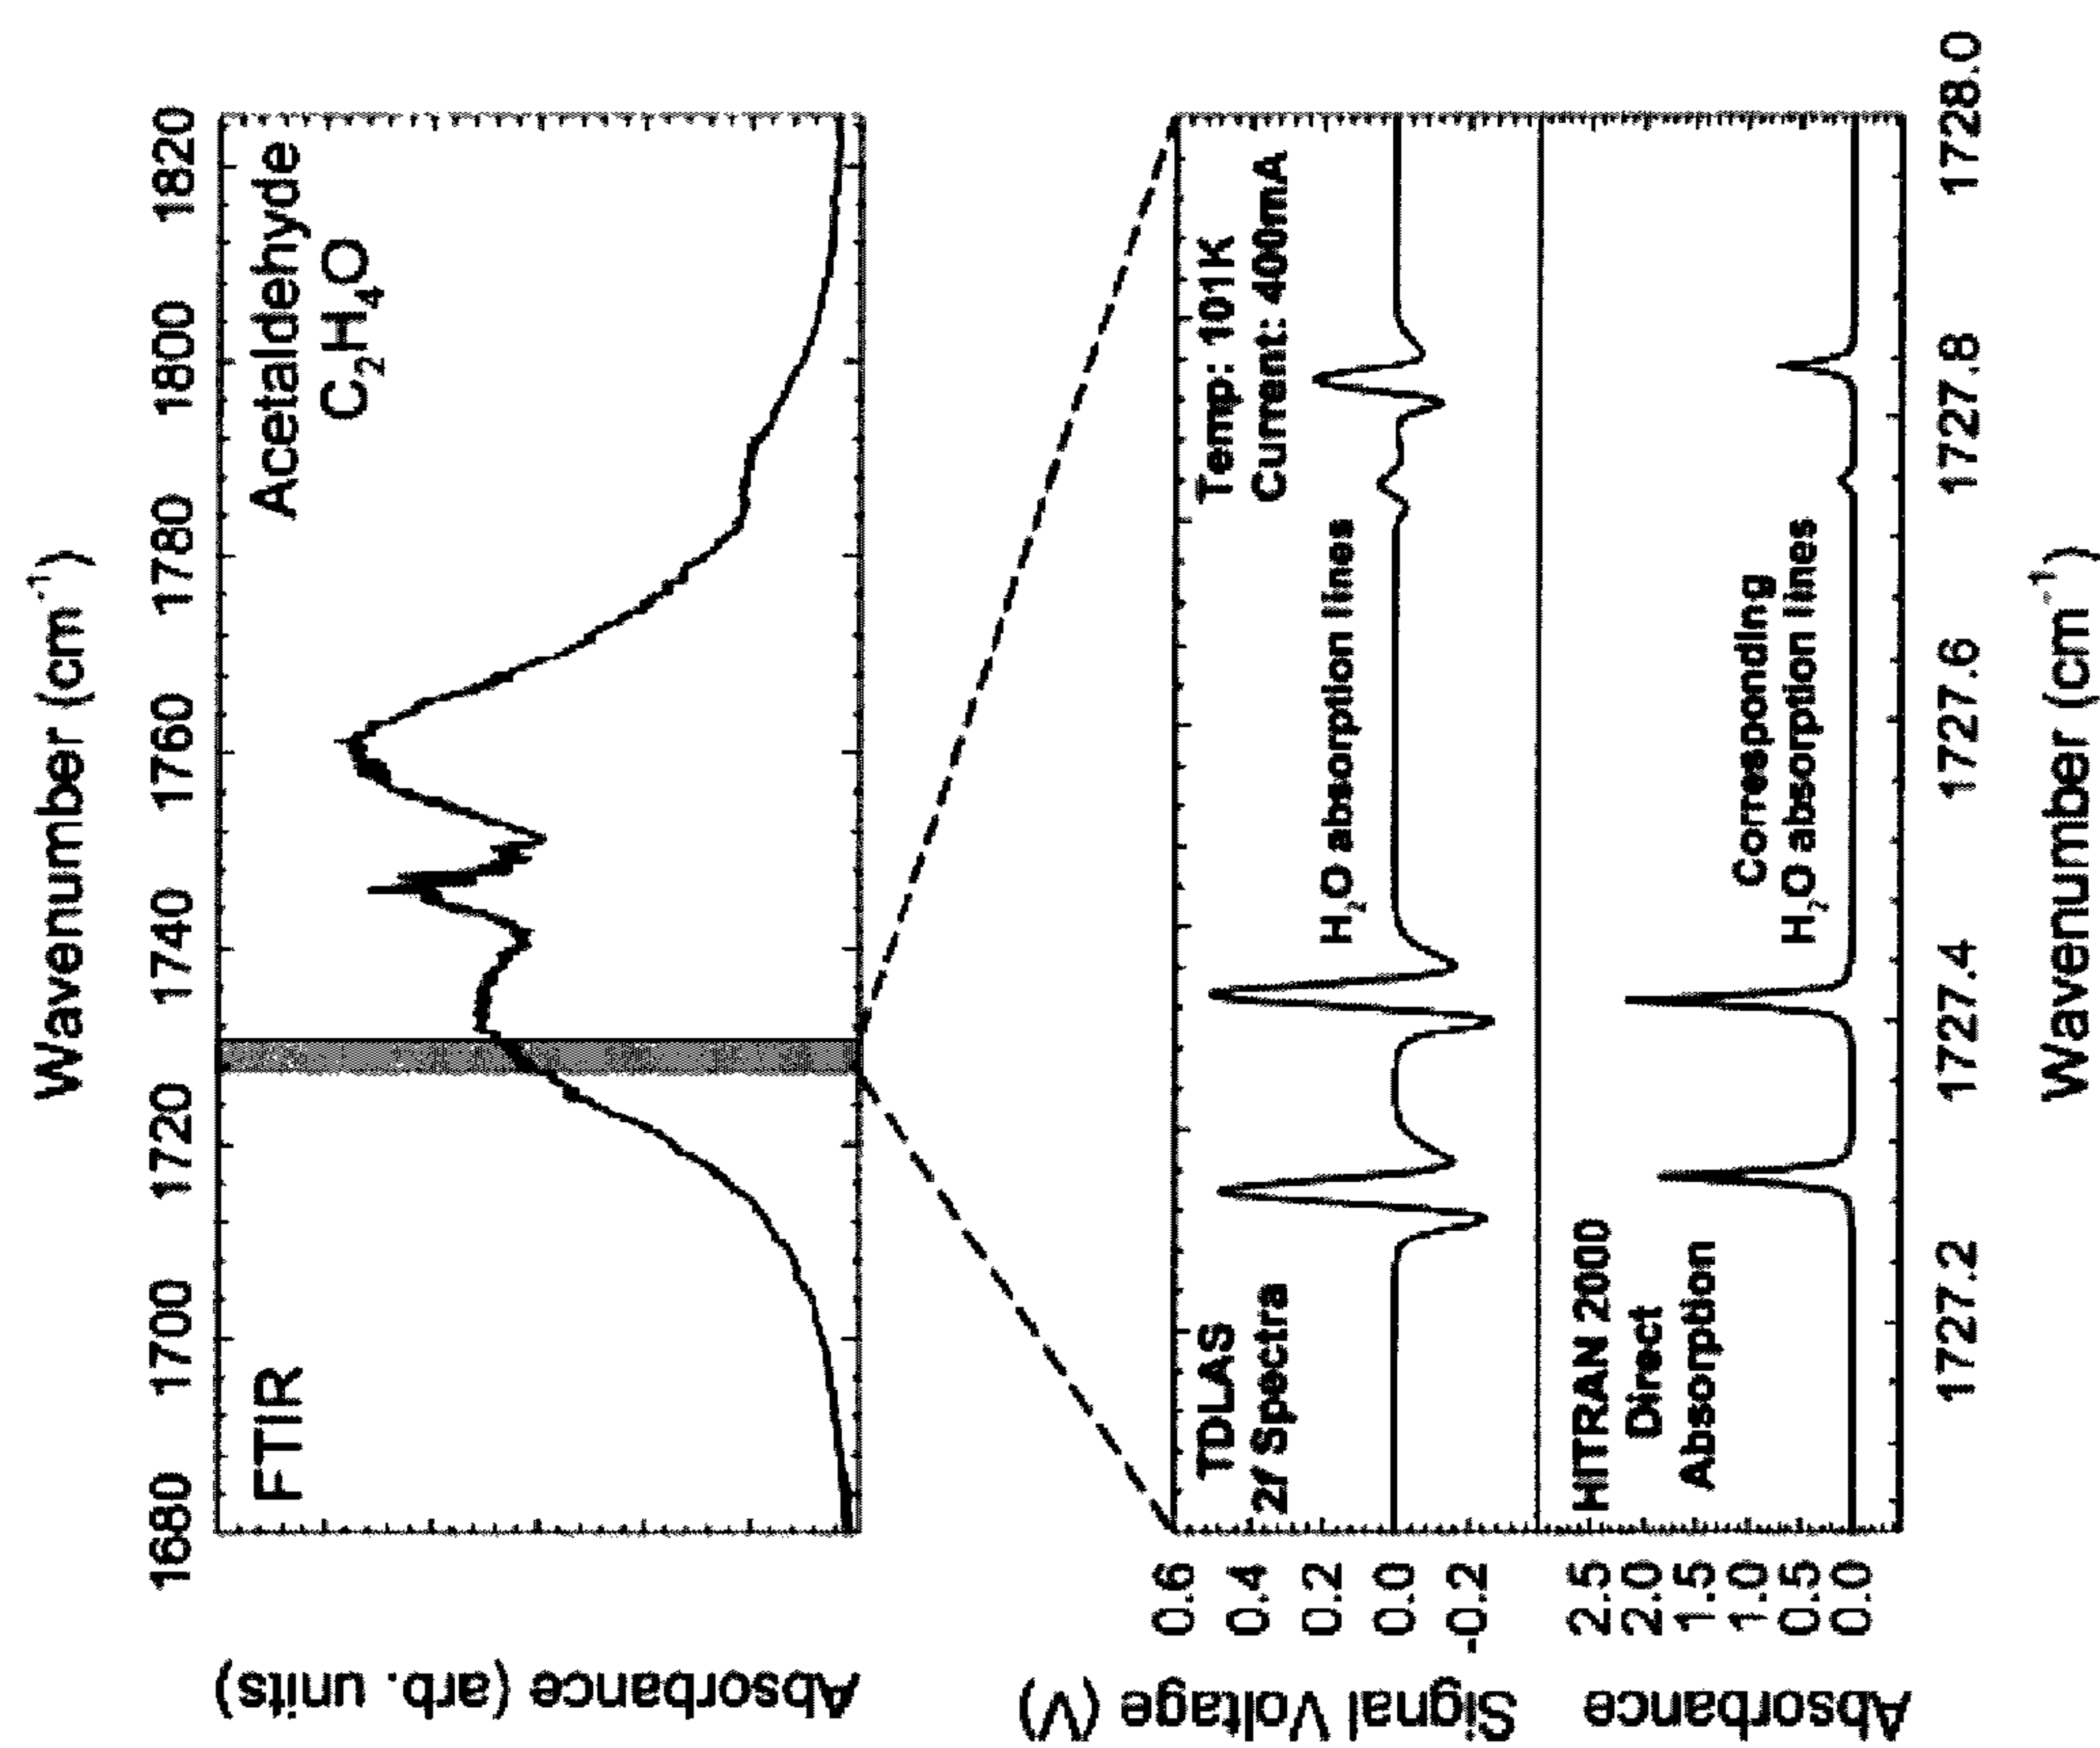 Wavenumber (cm⁻¹)
1680 1700 1720 1740 1760 1780 1800 1820
Absorbance (arb. units)
FTIR
Acetaldehyde
C₂H₄O
Signal Voltage (V)
0.6
0.4
0.2
0.0
-0.2
TDLAS
2f Spectra
Temp: 101K
Current: 400mA
H₂O absorption lines
Absorbance
2.5
2.0
1.5
1.0
0.5
0.0
HITRAN 2000
Direct
Absorption
Corresponding
H₂O absorption lines
1727.2 1727.4 1727.6 1727.8 1728.0
Wavenumber (cm⁻¹)